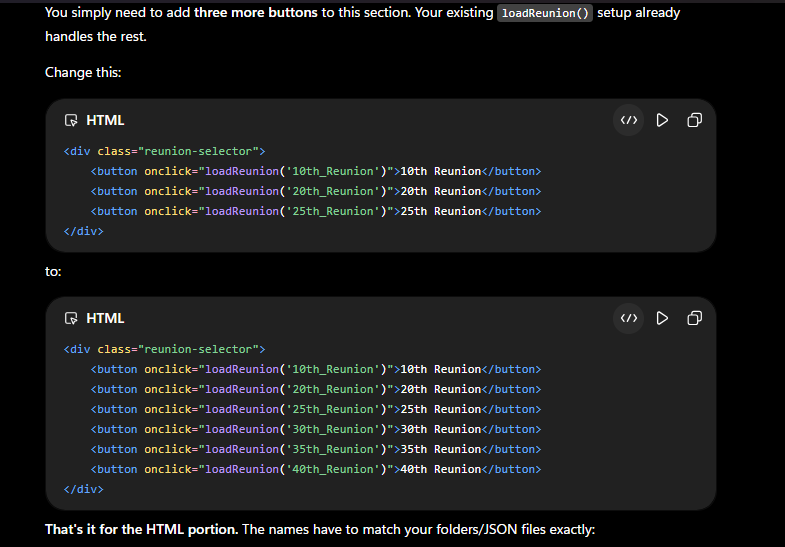 You simply need to add three more buttons to this section. Your existing loadReunion() setup already
handles the rest.
Change this:
HTML
<div class="reunion-selector">
    <button onclick="loadReunion('10th_Reunion')">10th Reunion</button>
    <button onclick="loadReunion('20th_Reunion')">20th Reunion</button>
    <button onclick="loadReunion('25th_Reunion')">25th Reunion</button>
</div>
to:
HTML
<div class="reunion-selector">
    <button onclick="loadReunion('10th_Reunion')">10th Reunion</button>
    <button onclick="loadReunion('20th_Reunion')">20th Reunion</button>
    <button onclick="loadReunion('25th_Reunion')">25th Reunion</button>
    <button onclick="loadReunion('30th_Reunion')">30th Reunion</button>
    <button onclick="loadReunion('35th_Reunion')">35th Reunion</button>
    <button onclick="loadReunion('40th_Reunion')">40th Reunion</button>
</div>
That's it for the HTML portion. The names have to match your folders/JSON files exactly: